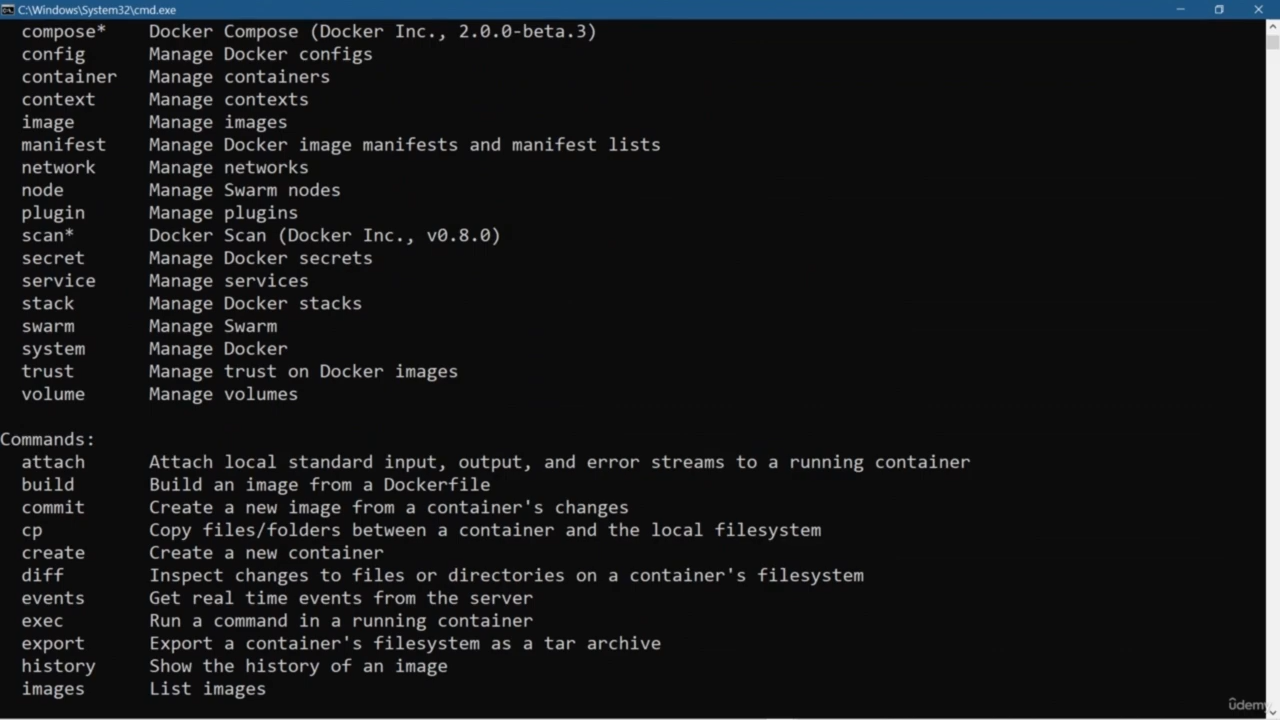 C:\Windows\System32\cmd.exe
compose*    Docker Compose (Docker Inc., 2.0.0-beta.3)
config      Manage Docker configs
container   Manage containers
context     Manage contexts
image       Manage images
manifest    Manage Docker image manifests and manifest lists
network     Manage networks
node        Manage Swarm nodes
plugin      Manage plugins
scan*       Docker Scan (Docker Inc., v0.8.0)
secret      Manage Docker secrets
service     Manage services
stack       Manage Docker stacks
swarm       Manage Swarm
system      Manage Docker
trust       Manage trust on Docker images
volume      Manage volumes
Commands:
attach      Attach local standard input, output, and error streams to a running container
build       Build an image from a Dockerfile
commit      Create a new image from a container's changes
cp          Copy files/folders between a container and the local filesystem
create      Create a new container
diff        Inspect changes to files or directories on a container's filesystem
events      Get real time events from the server
exec        Run a command in a running container
export      Export a container's filesystem as a tar archive
history     Show the history of an image
images      List images
ûdemy